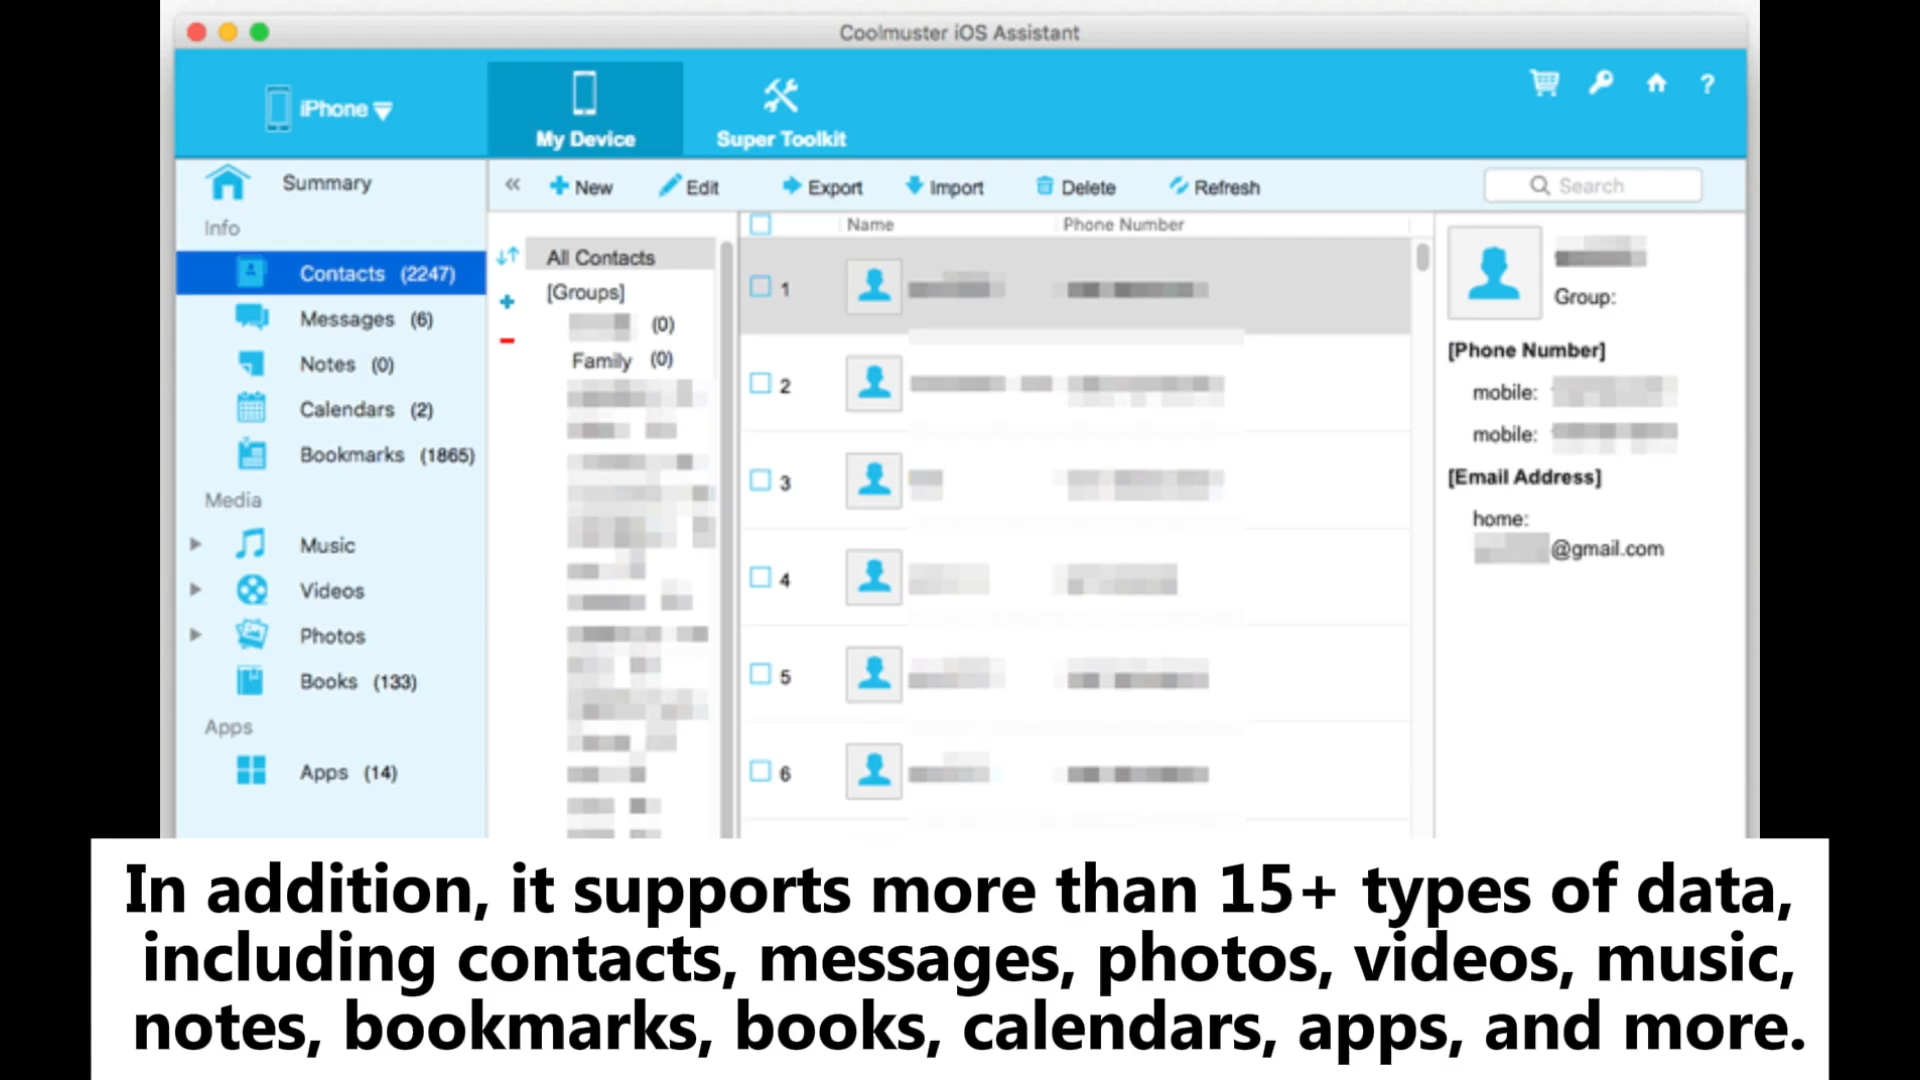 Coolmuster iOS Assistant
iPhone
My Device
Super Toolkit
?
Summary
« New Edit Export Import Delete Refresh
Search
Info
Contacts (2247)
Messages (6)
Notes (0)
Calendars (2)
Bookmarks (1865)
Media
Music
Videos
Photos
Books (133)
Apps
Apps (14)
All Contacts
[Groups]
(0)
Family (0)
Name Phone Number
1
2
3
4
5
6
Group:
[Phone Number]
mobile:
mobile:
[Email Address]
home:
@gmail.com
In addition, it supports more than 15+ types of data,
including contacts, messages, photos, videos, music,
notes, bookmarks, books, calendars, apps, and more.